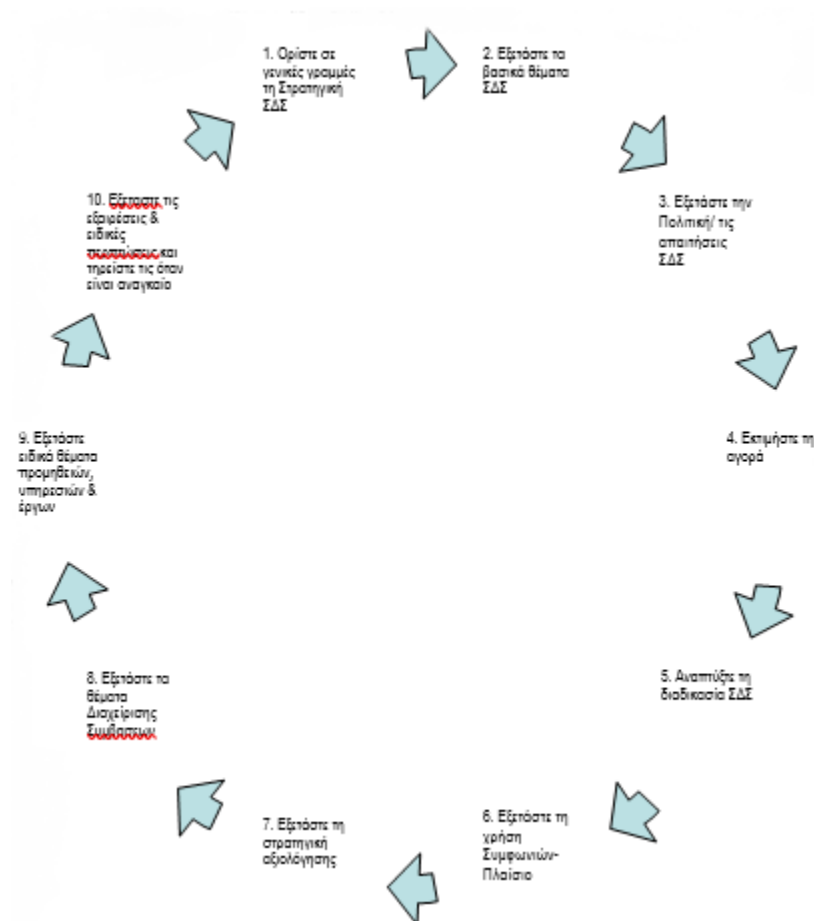 1. Ορίστε σε
γενικές γραμμές
τη Στρατηγική
ΣΔΣ
2. Εξετάστε τα
βασικά θέματα
ΣΔΣ
3. Εξετάστε την
Πολιτική/ τις
απαιτήσεις
ΣΔΣ
4. Εκτιμήστε τη
αγορά
5. Αναπτύξτε τη
διαδικασία ΣΔΣ
6. Εξετάστε τη
χρήση
Συμφωνιών-
Πλαίσιο
7. Εξετάστε τη
στρατηγική
αξιολόγησης
8. Εξετάστε τα
θέματα
Διαχείρισης
Συμβασεων
9. Εξετάστε
ειδικά θέματα
προμηθειών,
υπηρεσιών &
έργων
10. Εξεταστε τις
εξαιρέσεις &
ειδικές
περιπτώσεις και
τηρείστε τις όταν
είναι αναγκαίο